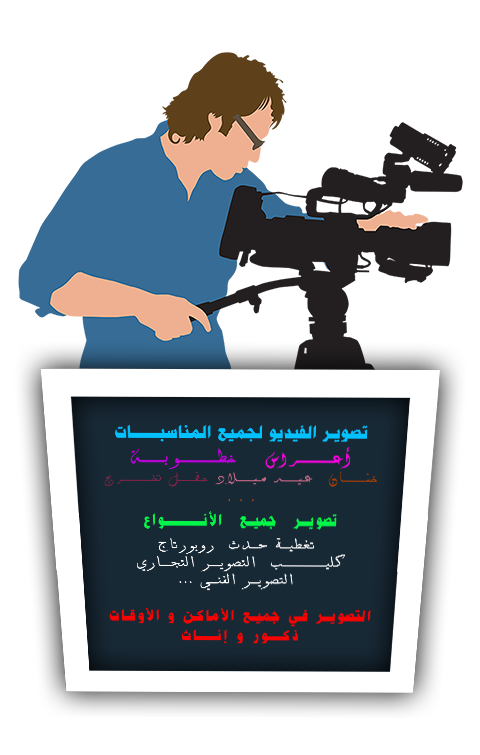 تصوير الفيديو لجميع المناسبات
أعراس خطوبة
ختان عيد ميلاد حفل تخرج
...
تصوير جميع الأنواع
تغطية حدث روبورتاج
كليب التصوير التجاري
التصوير الفني ...
التصوير في جميع الأماكن و الأوقات
ذكور و إناث